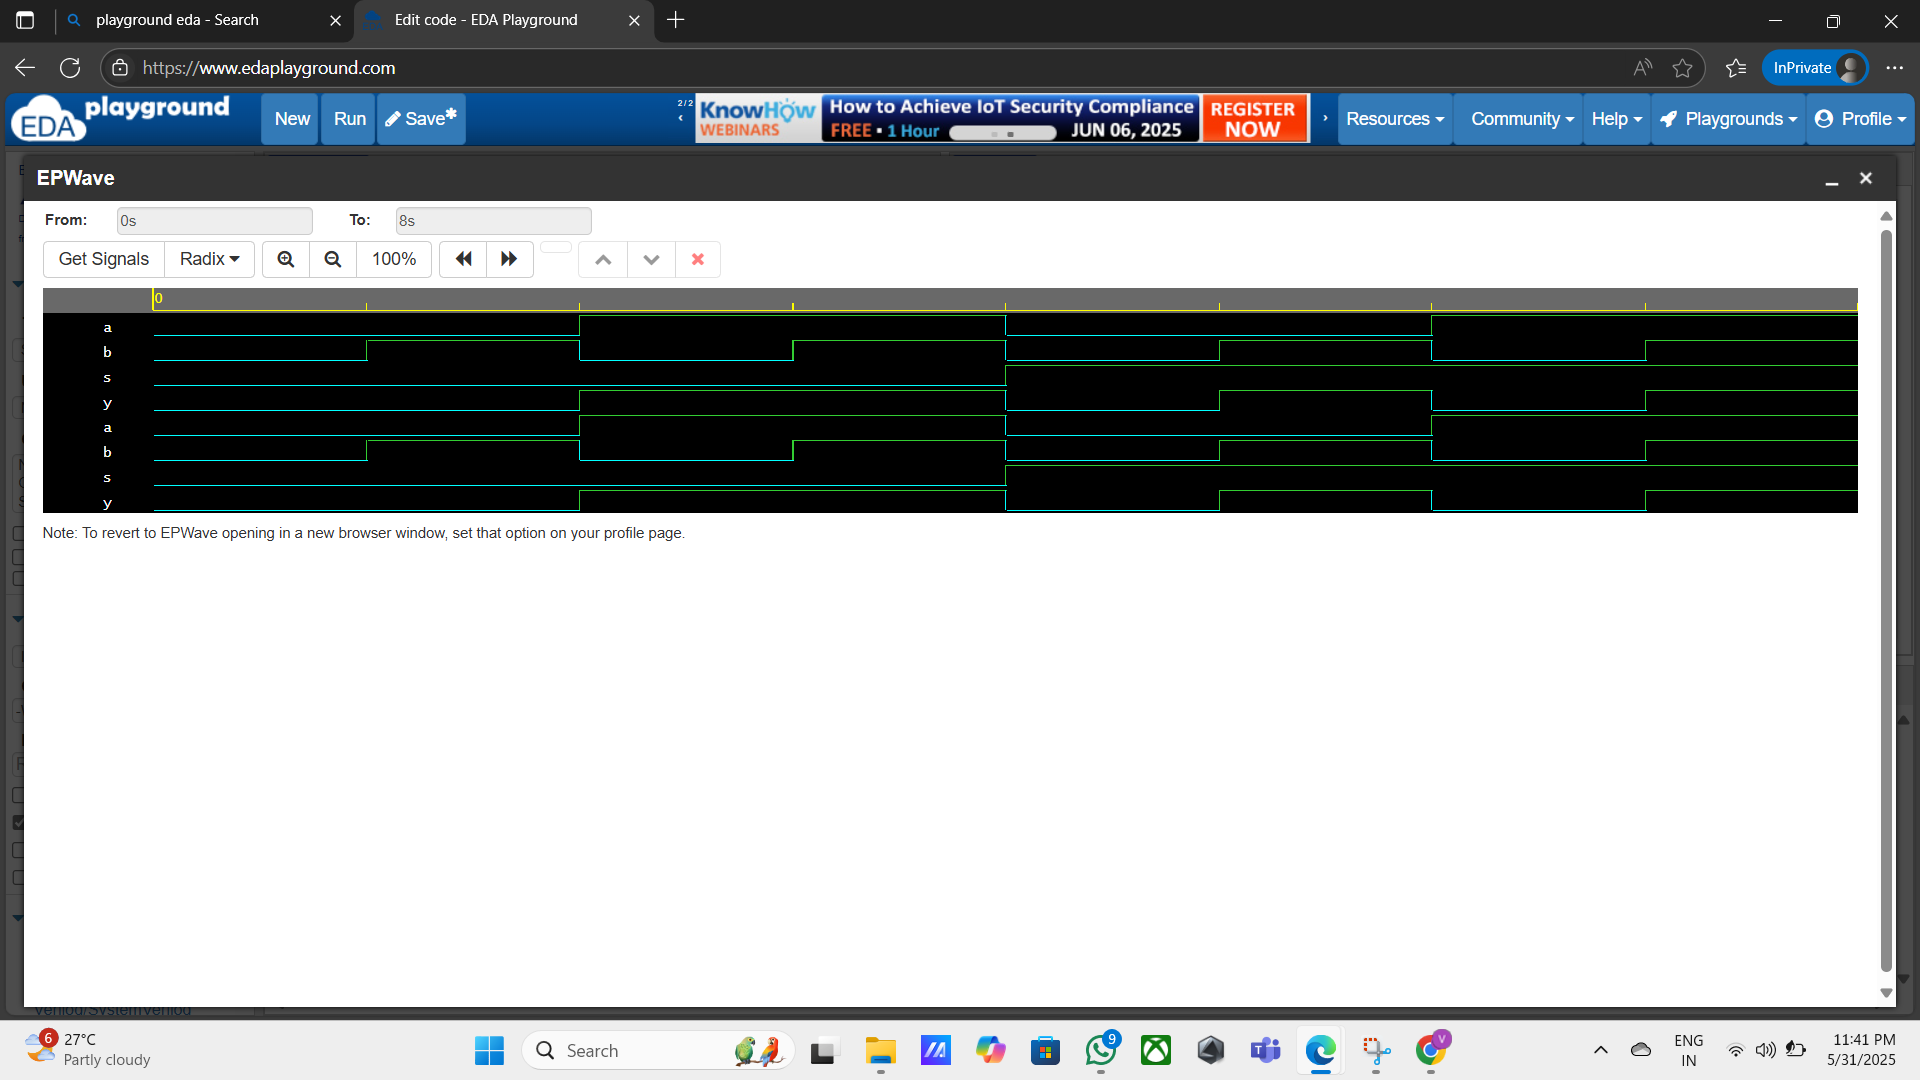 playground eda - Search
Edit code - EDA Playground
https://www.edaplayground.com
InPrivate
EDA playground
New
Run
Save*
2/2
KnowHow WEBINARS
How to Achieve IoT Security Compliance
FREE • 1 Hour
JUN 06, 2025
REGISTER NOW
Resources
Community
Help
Playgrounds
Profile
EPWave
From:
0s
To:
8s
Get Signals
Radix
100%
0
a
b
s
y
a
b
s
y
Note: To revert to EPWave opening in a new browser window, set that option on your profile page.
6
27°C
Partly cloudy
Search
9
V
ENG
IN
11:41 PM
5/31/2025